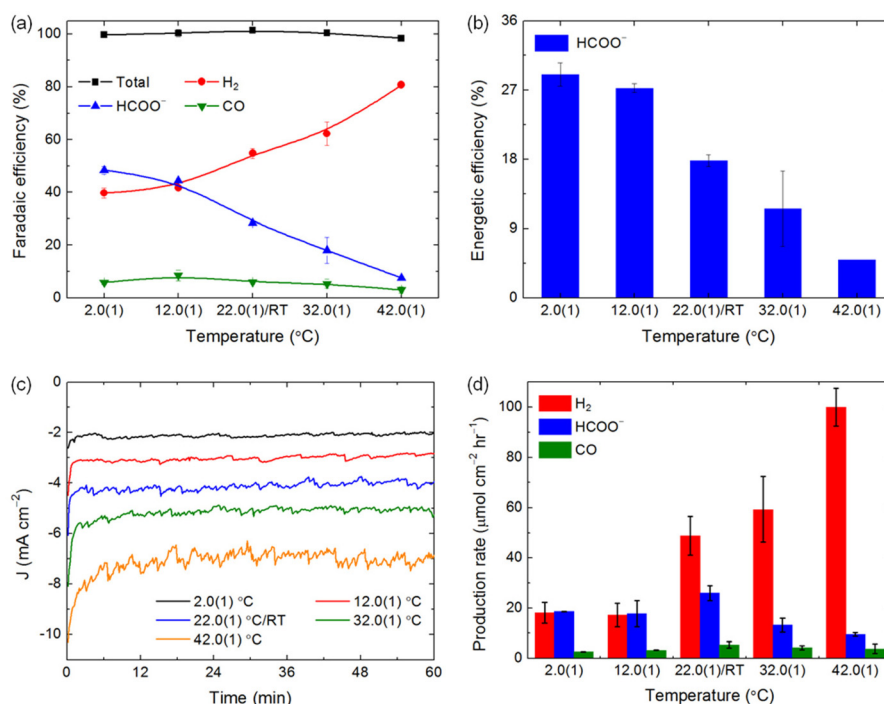 (a)
100
80
60
40
20
0
Faradaic efficiency (%)
Total
H₂
HCOO⁻
CO
2.0(1) 12.0(1) 22.0(1)/RT 32.0(1) 42.0(1)
Temperature (°C)
(b)
36
27
18
9
0
Energetic efficiency (%)
HCOO⁻
2.0(1) 12.0(1) 22.0(1)/RT 32.0(1) 42.0(1)
Temperature (°C)
(c)
0
-2
-4
-6
-8
-10
J (mA cm⁻²)
2.0(1) °C
12.0(1) °C
22.0(1) °C/RT
32.0(1) °C
42.0(1) °C
0 12 24 36 48 60
Time (min)
(d)
100
80
60
40
20
0
Production rate (μmol cm⁻² hr⁻¹)
H₂
HCOO⁻
CO
2.0(1) 12.0(1) 22.0(1)/RT 32.0(1) 42.0(1)
Temperature (°C)